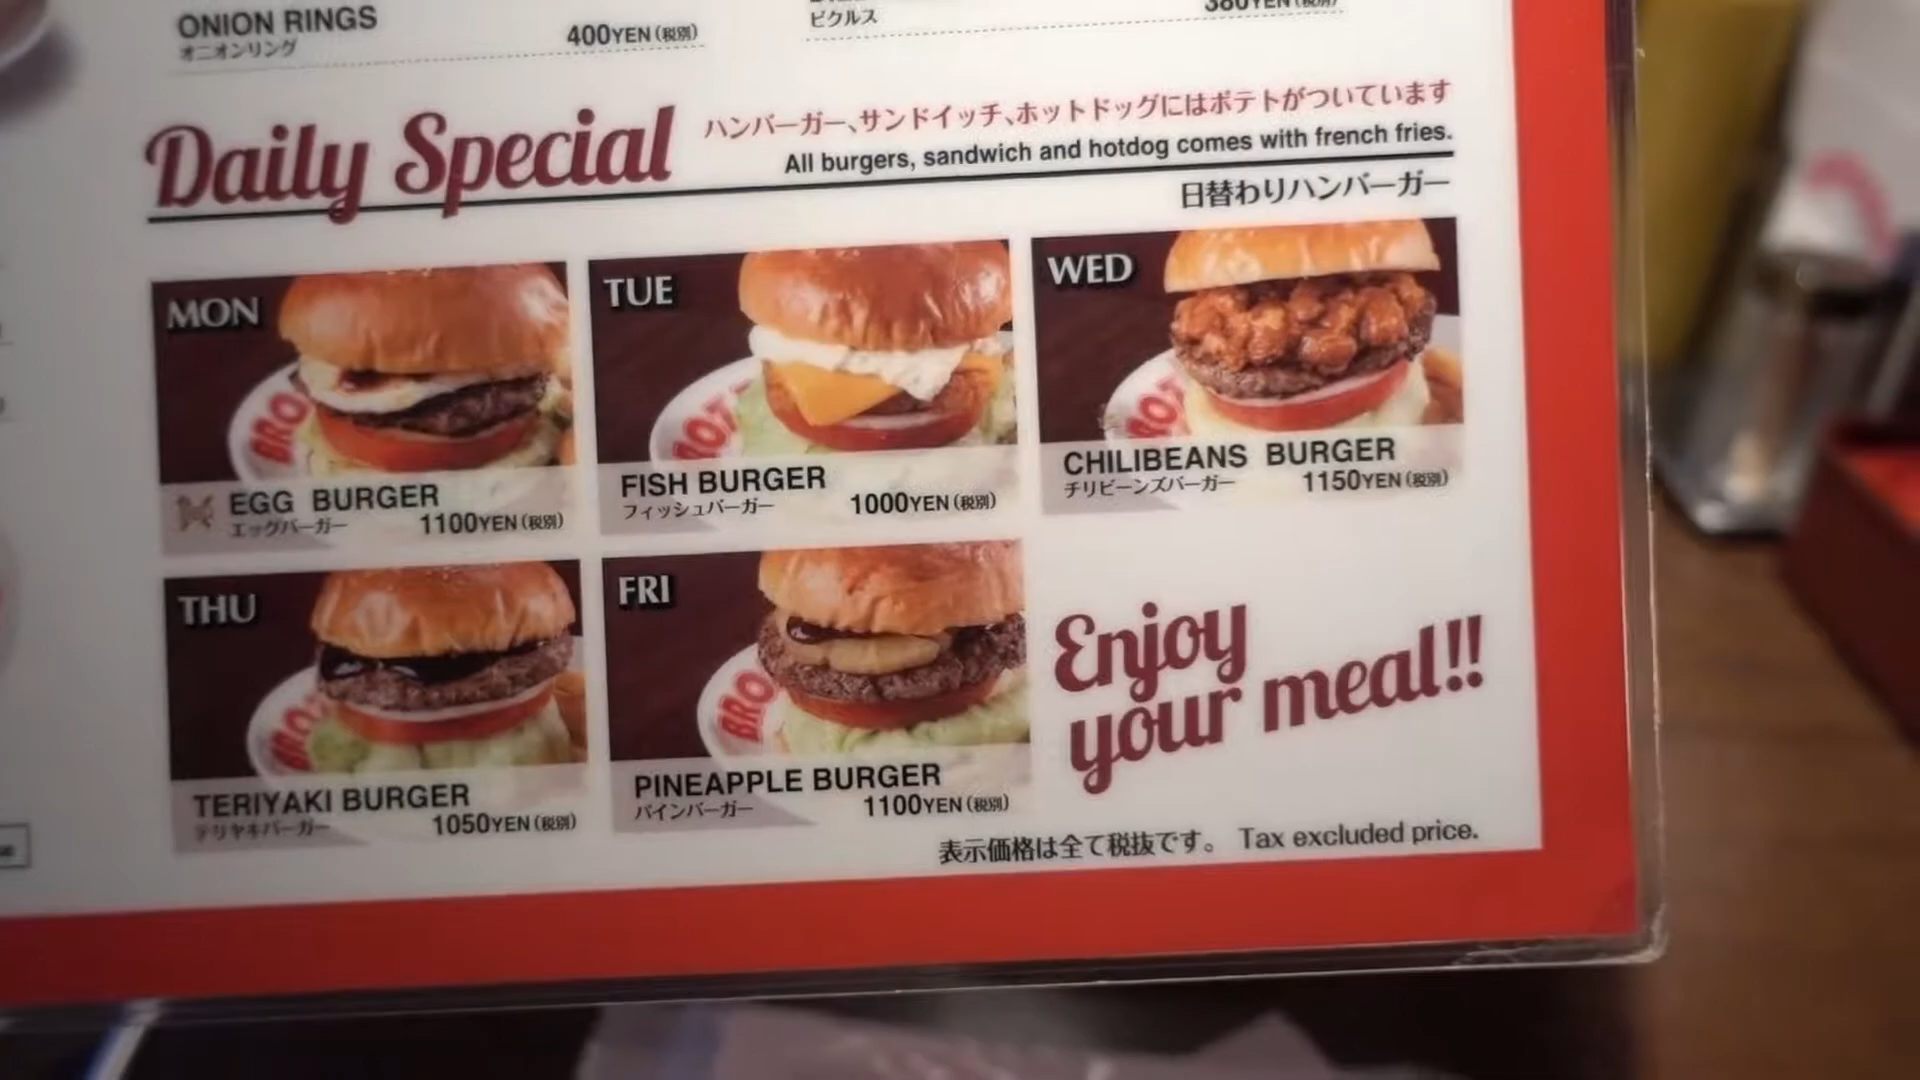 ONION RINGS
オニオンリング
400YEN(税別)
ピクルス
380YEN(税別)
Daily Special
ハンバーガー、サンドイッチ、ホットドッグにはポテトがついています
All burgers, sandwich and hotdog comes with french fries.
日替わりハンバーガー
MON
EGG BURGER
エッグバーガー
1100YEN(税別)
TUE
FISH BURGER
フィッシュバーガー
1000YEN(税別)
WED
CHILIBEANS BURGER
チリビーンズバーガー
1150YEN(税別)
THU
TERIYAKI BURGER
テリヤキバーガー
1050YEN(税別)
FRI
PINEAPPLE BURGER
パインバーガー
1100YEN(税別)
Enjoy
your meal!!
表示価格は全て税抜です。 Tax excluded price.